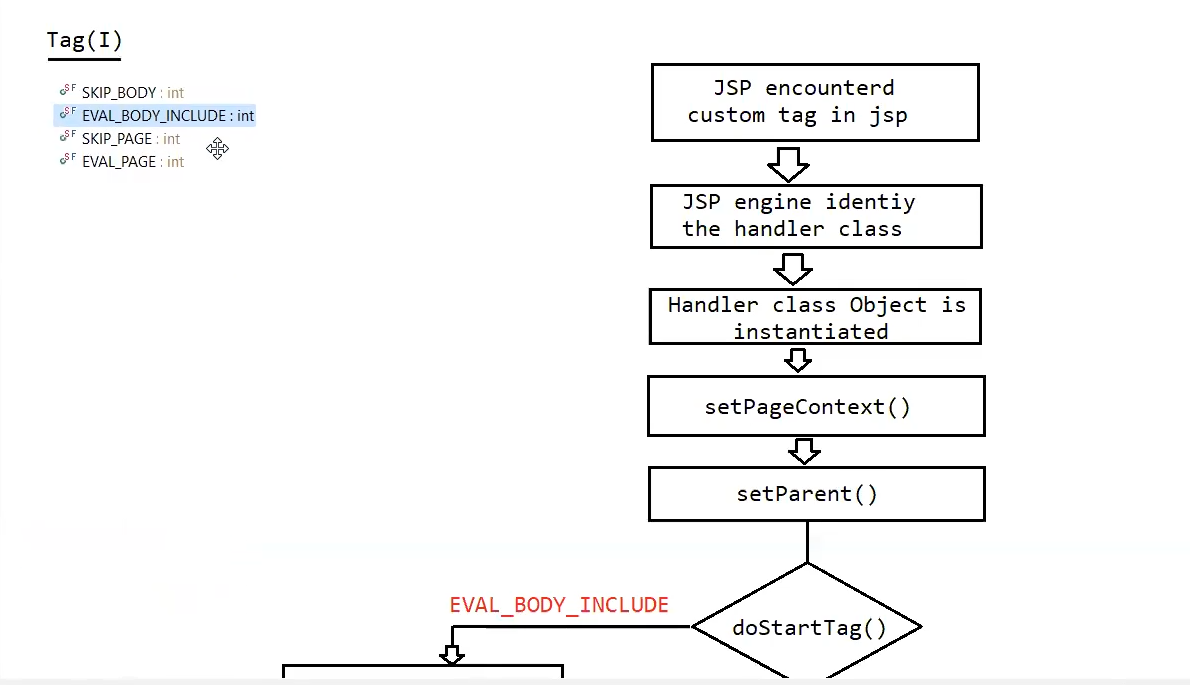 Tag(I)
SKIP_BODY : int
EVAL_BODY_INCLUDE : int
SKIP_PAGE : int
EVAL_PAGE : int
JSP encounterd
custom tag in jsp
JSP engine identiy
the handler class
Handler class Object is
instantiated
setPageContext()
setParent()
EVAL_BODY_INCLUDE
doStartTag()